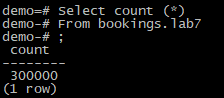 demo=# Select count (*)
demo-# From bookings.lab7
demo-# ;
count
--------
300000
(1 row)